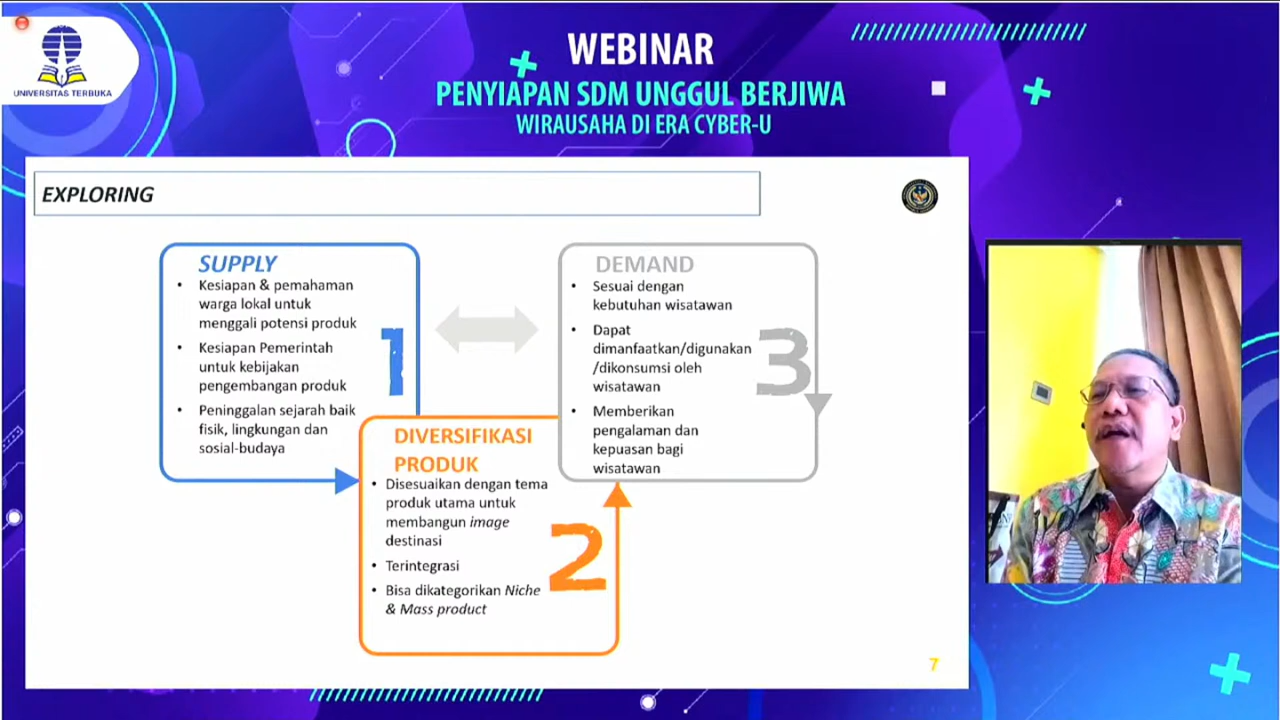 UNIVERSITAS TERBUKA
WEBINAR
PENYIAPAN SDM UNGGUL BERJIWA
WIRAUSAHA DI ERA CYBER-U
EXPLORING
SUPPLY
• Kesiapan & pemahaman
warga lokal untuk
menggali potensi produk
• Kesiapan Pemerintah
untuk kebijakan
pengembangan produk
• Peninggalan sejarah baik
fisik, lingkungan dan
sosial-budaya
1
DIVERSIFIKASI
PRODUK
• Disesuaikan dengan tema
produk utama untuk
membangun image
destinasi
• Terintegrasi
• Bisa dikategorikan Niche
& Mass product
2
DEMAND
• Sesuai dengan
kebutuhan wisatawan
• Dapat
dimanfaatkan/digunakan
/dikonsumsi oleh
wisatawan
• Memberikan
pengalaman dan
kepuasan bagi
wisatawan
3
7